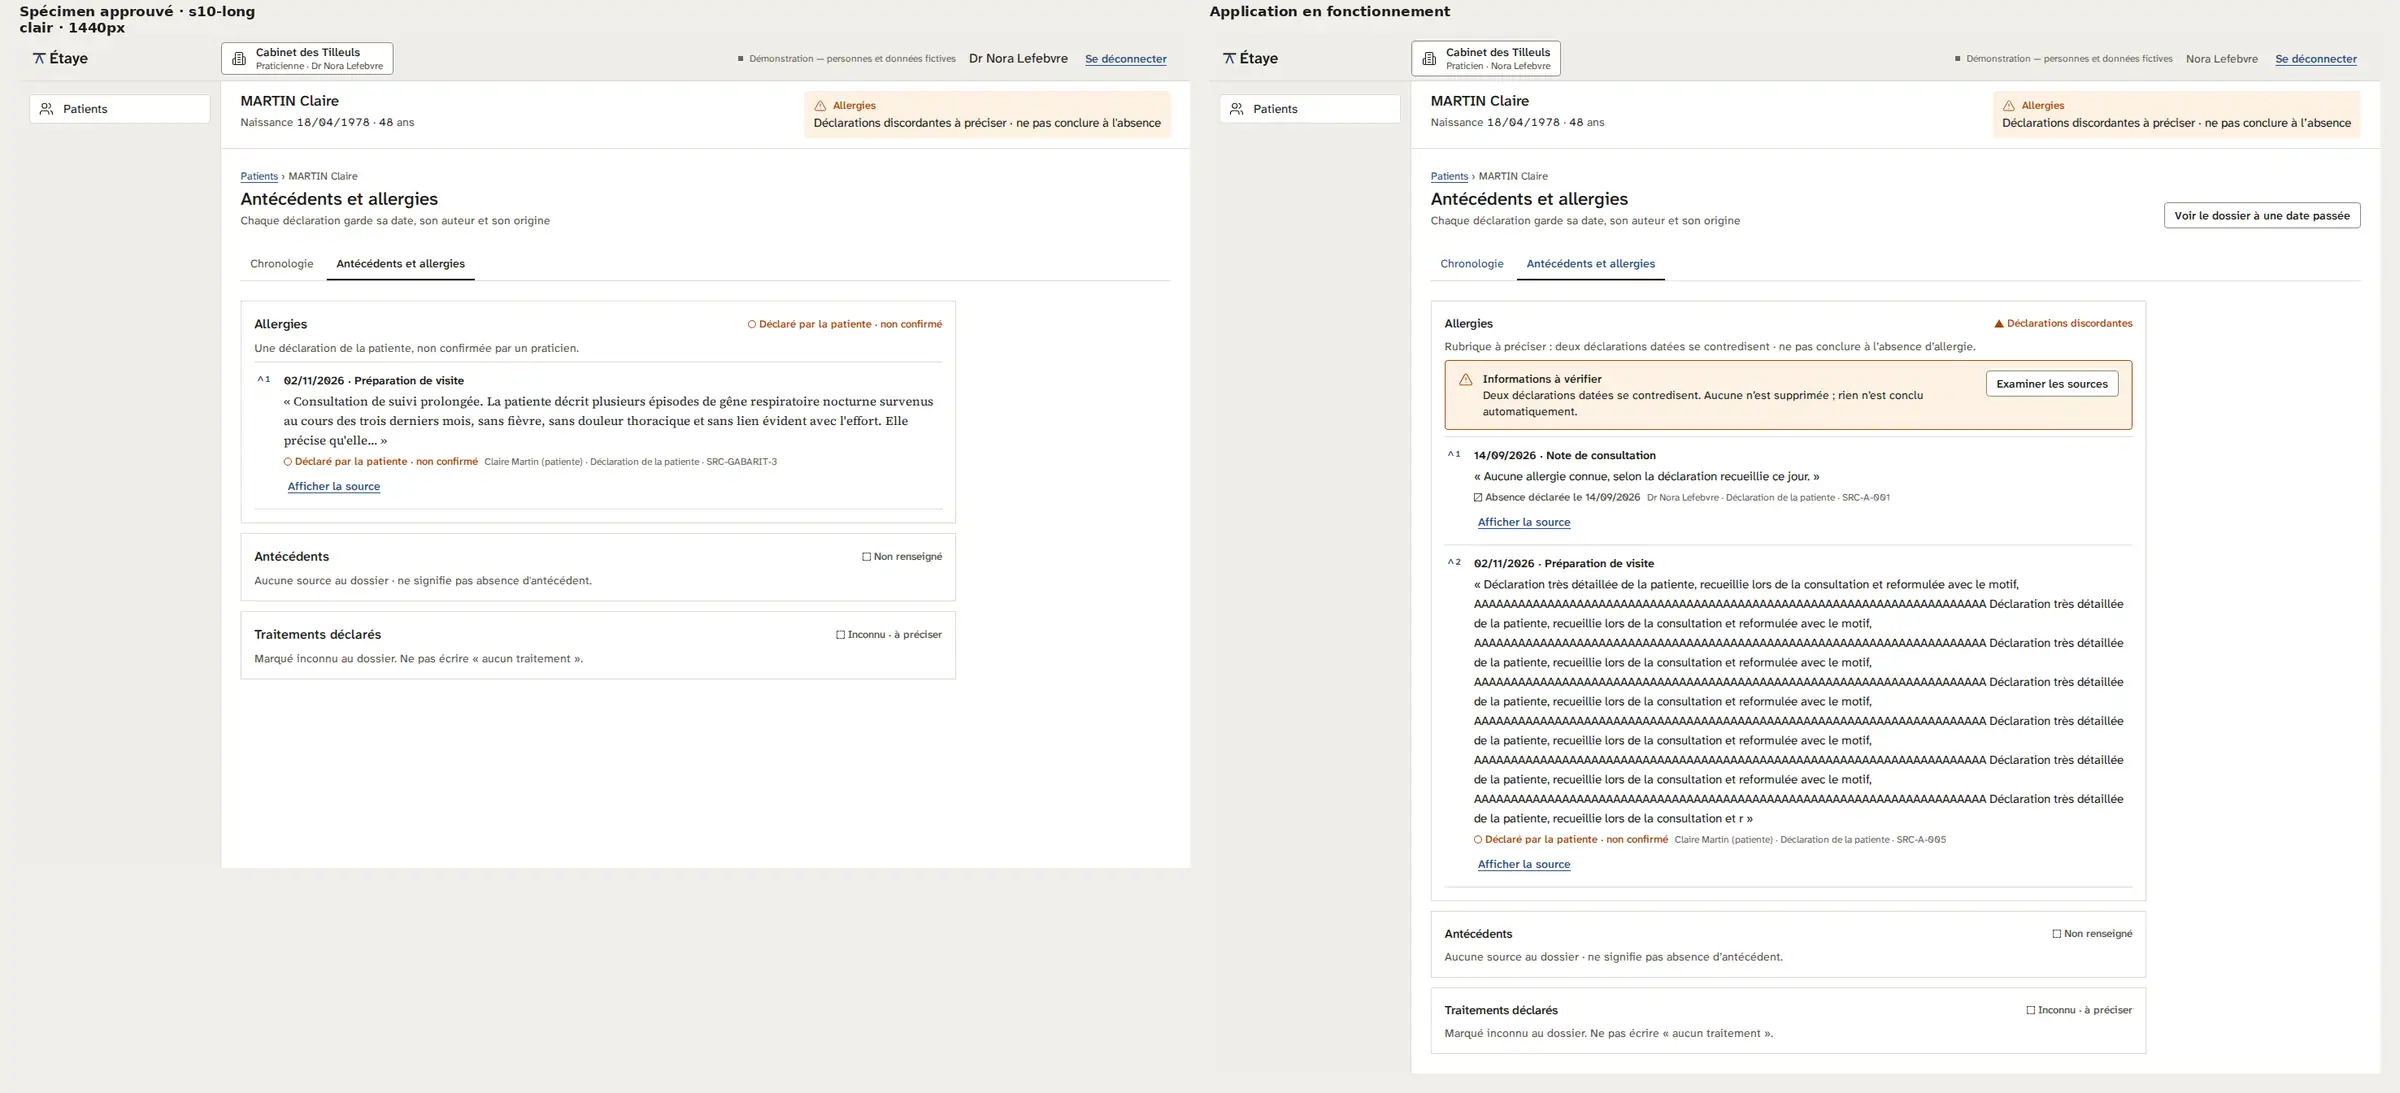 Spécimen approuvé · s10-long
clair · 1440px
Étaye
Cabinet des Tilleuls
Praticienne · Dr Nora Lefebvre
Démonstration — personnes et données fictives
Dr Nora Lefebvre
Se déconnecter
Patients
MARTIN Claire
Naissance 18/04/1978 · 48 ans
Allergies
Déclarations discordantes à préciser · ne pas conclure à l'absence
Patients › MARTIN Claire
Antécédents et allergies
Chaque déclaration garde sa date, son auteur et son origine
Chronologie
Antécédents et allergies
Allergies
Déclaré par la patiente · non confirmé
Une déclaration de la patiente, non confirmée par un praticien.
^1
02/11/2026 · Préparation de visite
« Consultation de suivi prolongée. La patiente décrit plusieurs épisodes de gêne respiratoire nocturne survenus
au cours des trois derniers mois, sans fièvre, sans douleur thoracique et sans lien évident avec l'effort. Elle
précise qu'elle… »
Déclaré par la patiente · non confirmé Claire Martin (patiente) · Déclaration de la patiente · SRC-GABARIT-3
Afficher la source
Antécédents
Non renseigné
Aucune source au dossier · ne signifie pas absence d'antécédent.
Traitements déclarés
Inconnu · à préciser
Marqué inconnu au dossier. Ne pas écrire « aucun traitement ».
Application en fonctionnement
Étaye
Cabinet des Tilleuls
Praticien · Nora Lefebvre
Démonstration — personnes et données fictives
Nora Lefebvre
Se déconnecter
Patients
MARTIN Claire
Naissance 18/04/1978 · 48 ans
Allergies
Déclarations discordantes à préciser · ne pas conclure à l'absence
Patients › MARTIN Claire
Antécédents et allergies
Chaque déclaration garde sa date, son auteur et son origine
Voir le dossier à une date passée
Chronologie
Antécédents et allergies
Allergies
Déclarations discordantes
Rubrique à préciser : deux déclarations datées se contredisent · ne pas conclure à l'absence d'allergie.
Informations à vérifier
Deux déclarations datées se contredisent. Aucune n'est supprimée ; rien n'est conclu
automatiquement.
Examiner les sources
^1
14/09/2026 · Note de consultation
« Aucune allergie connue, selon la déclaration recueillie ce jour. »
Absence déclarée le 14/09/2026 Dr Nora Lefebvre · Déclaration de la patiente · SRC-A-001
Afficher la source
^2
02/11/2026 · Préparation de visite
« Déclaration très détaillée de la patiente, recueillie lors de la consultation et reformulée avec le motif,
AAAAAAAAAAAAAAAAAAAAAAAAAAAAAAAAAAAAAAAAAAAAAAAAAAAAAAAAAAAAAAAA Déclaration très détaillée
de la patiente, recueillie lors de la consultation et reformulée avec le motif,
AAAAAAAAAAAAAAAAAAAAAAAAAAAAAAAAAAAAAAAAAAAAAAAAAAAAAAAAAAAAAAAA Déclaration très détaillée
de la patiente, recueillie lors de la consultation et reformulée avec le motif,
AAAAAAAAAAAAAAAAAAAAAAAAAAAAAAAAAAAAAAAAAAAAAAAAAAAAAAAAAAAAAAAA Déclaration très détaillée
de la patiente, recueillie lors de la consultation et reformulée avec le motif,
AAAAAAAAAAAAAAAAAAAAAAAAAAAAAAAAAAAAAAAAAAAAAAAAAAAAAAAAAAAAAAAA Déclaration très détaillée
de la patiente, recueillie lors de la consultation et reformulée avec le motif,
AAAAAAAAAAAAAAAAAAAAAAAAAAAAAAAAAAAAAAAAAAAAAAAAAAAAAAAAAAAAAAAA Déclaration très détaillée
de la patiente, recueillie lors de la consultation et reformulée avec le motif,
AAAAAAAAAAAAAAAAAAAAAAAAAAAAAAAAAAAAAAAAAAAAAAAAAAAAAAAAAAAAAAAA Déclaration très détaillée
de la patiente, recueillie lors de la consultation et r »
Déclaré par la patiente · non confirmé Claire Martin (patiente) · Déclaration de la patiente · SRC-A-005
Afficher la source
Antécédents
Non renseigné
Aucune source au dossier · ne signifie pas absence d'antécédent.
Traitements déclarés
Inconnu · à préciser
Marqué inconnu au dossier. Ne pas écrire « aucun traitement ».